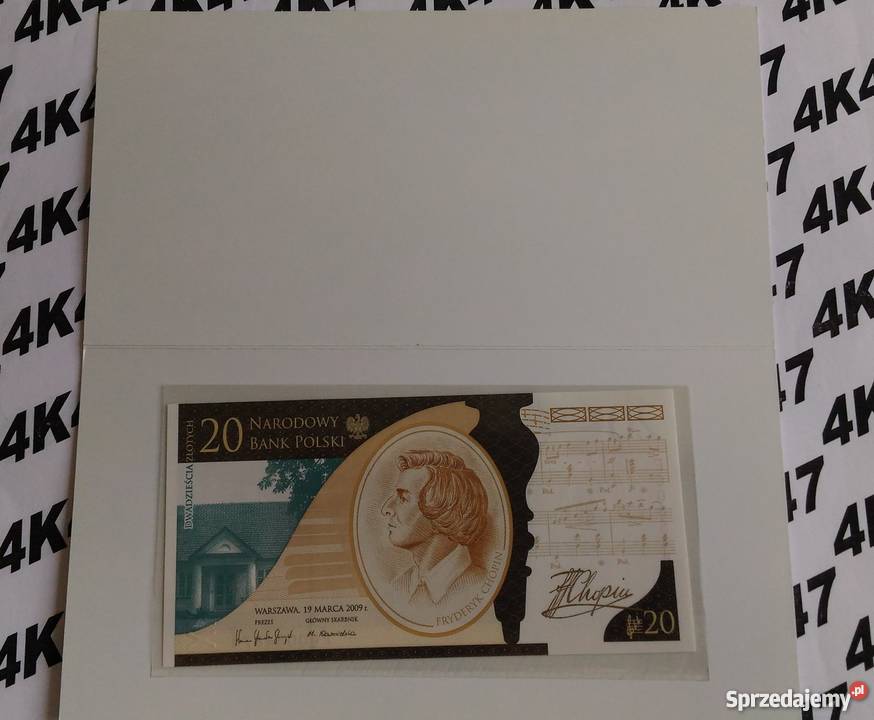 4K47
20 NARODOWY
BANK POLSKI
DWADZIEŚCIA ZŁOTYCH
FRYDERYK CHOPIN
WARSZAWA, 19 MARCA 2009 r.
PREZES GŁÓWNY SKARBNIK
FFChopin
20
Sprzedajemy.pl